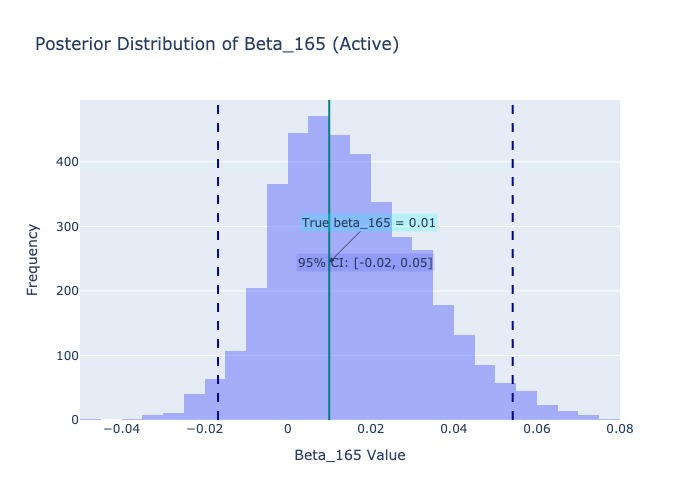 Posterior Distribution of Beta_165 (Active)
Frequency
400
300
200
100
0
True beta_165 = 0.01
95% CI: [-0.02, 0.05]
−0.04
−0.02
0
0.02
0.04
0.06
0.08
Beta_165 Value